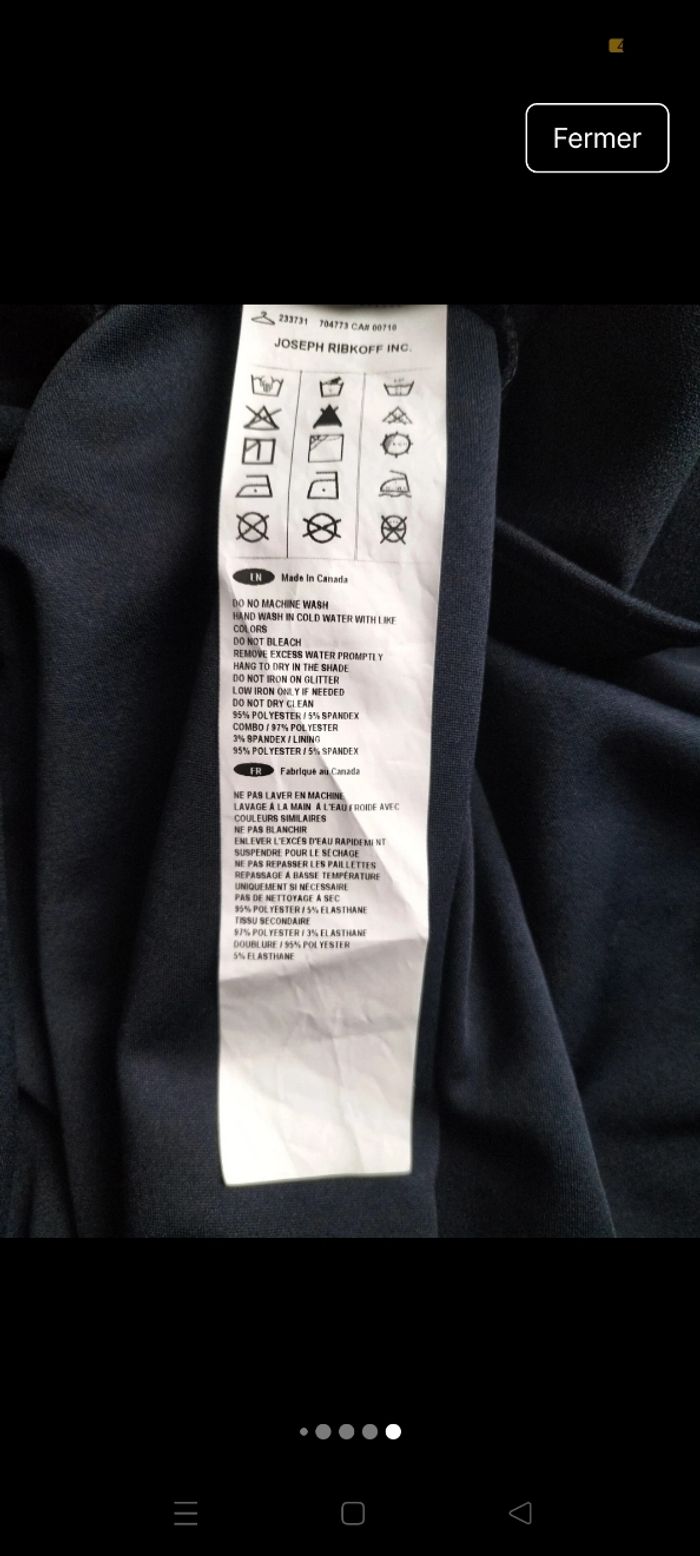 Fermer
233731 704773 CA# 00710
JOSEPH RIBKOFF INC.
EN Made In Canada
DO NO MACHINE WASH
HAND WASH IN COLD WATER WITH LIKE
COLORS
DO NOT BLEACH
REMOVE EXCESS WATER PROMPTLY
HANG TO DRY IN THE SHADE
DO NOT IRON ON GLITTER
LOW IRON ONLY IF NEEDED
DO NOT DRY CLEAN
95% POLYESTER / 5% SPANDEX
COMBO / 97% POLYESTER
3% SPANDEX / LINING
95% POLYESTER / 5% SPANDEX
FR Fabriqué au Canada
NE PAS LAVER EN MACHINE
LAVAGE À LA MAIN À L'EAU FROIDE AVEC
COULEURS SIMILAIRES
NE PAS BLANCHIR
ENLEVER L'EXCÉS D'EAU RAPIDEMENT
SUSPENDRE POUR LE SÉCHAGE
NE PAS REPASSER LES PAILLETTES
REPASSAGE À BASSE TEMPÉRATURE
UNIQUEMENT SI NÉCESSAIRE
PAS DE NETTOYAGE À SEC
95% POLYESTER / 5% ELASTHANE
TISSU SECONDAIRE
97% POLYESTER / 3% ELASTHANE
DOUBLURE / 95% POLYESTER
5% ELASTHANE